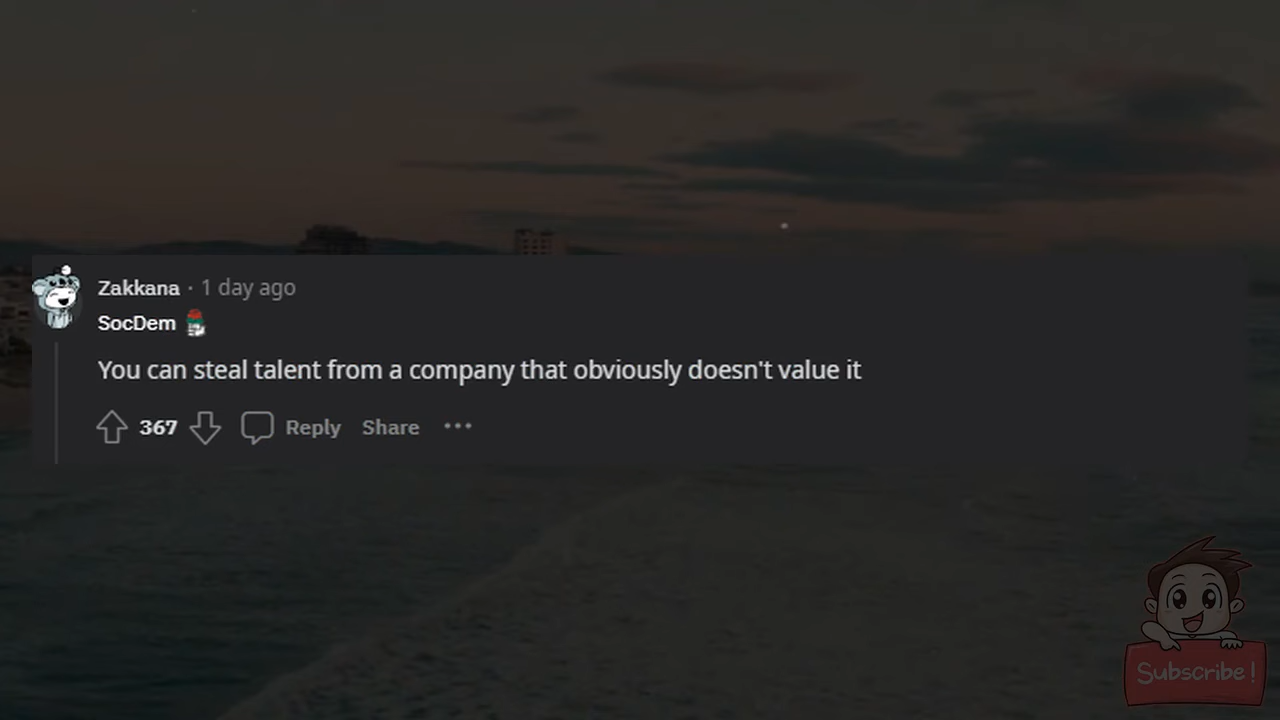 Zakkana · 1 day ago
SocDem
You can steal talent from a company that obviously doesn't value it
367 Reply Share •••
Subscribe!